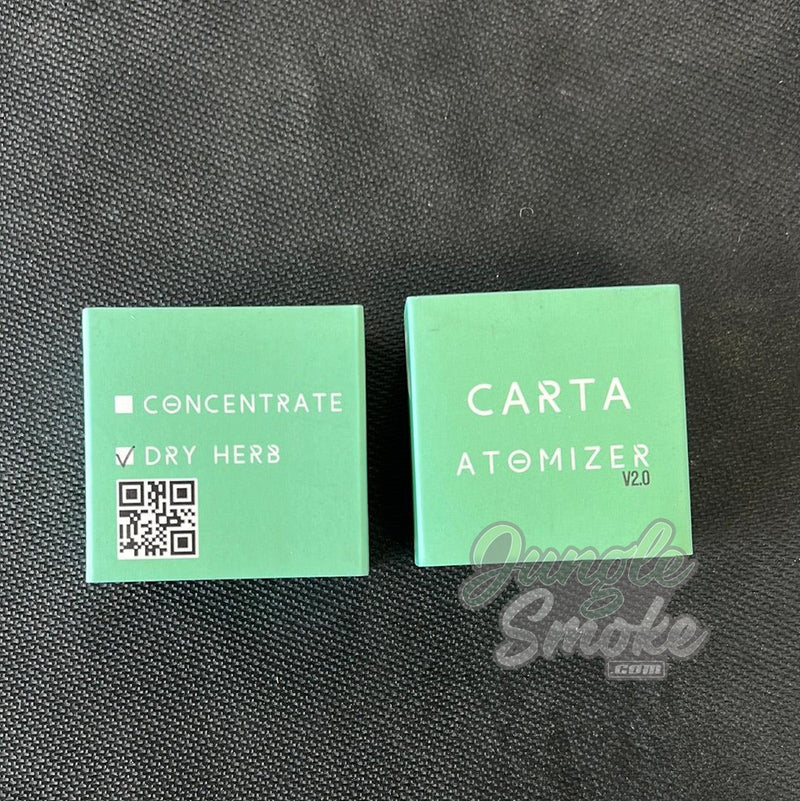 CONCENTRATE
DRY HERB
CARTA
ATOMIZER
V2.0
Jungle
Smoke
.com